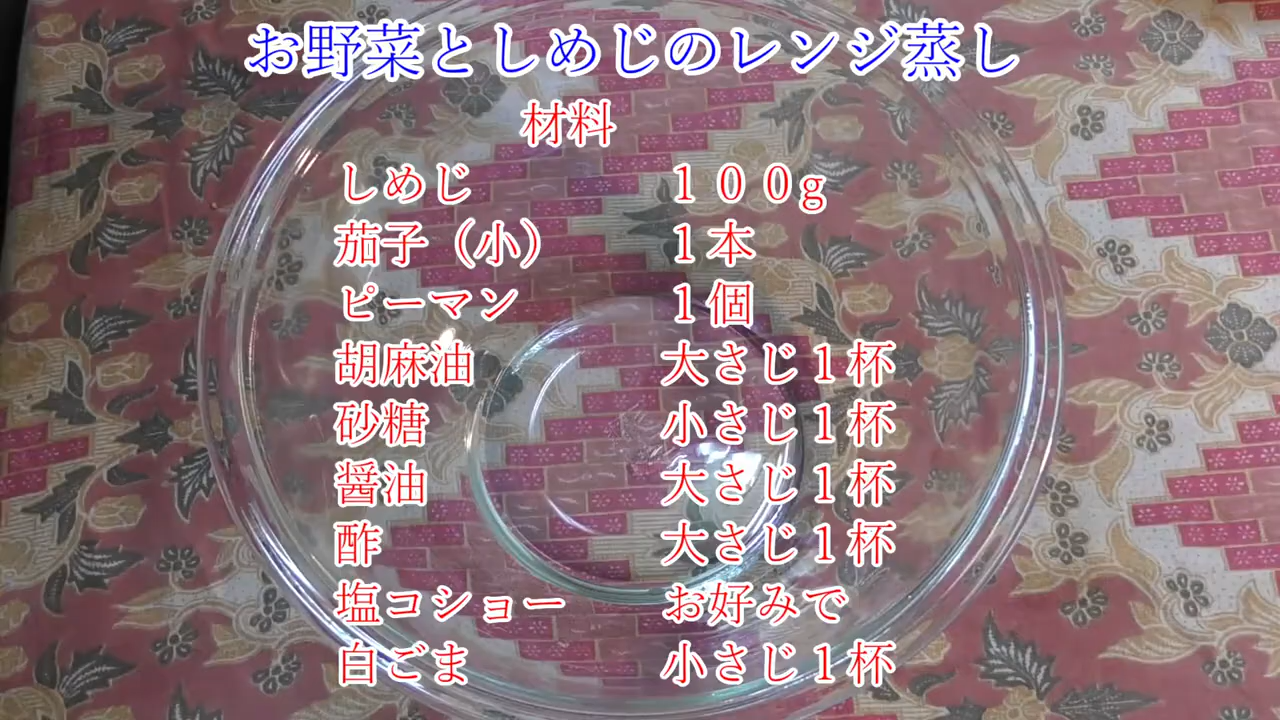 お野菜としめじのレンジ蒸し
材料
しめじ １００g
茄子（小） １本
ピーマン １個
胡麻油 大さじ１杯
砂糖 小さじ１杯
醤油 大さじ１杯
酢 大さじ１杯
塩コショー お好みで
白ごま 小さじ１杯